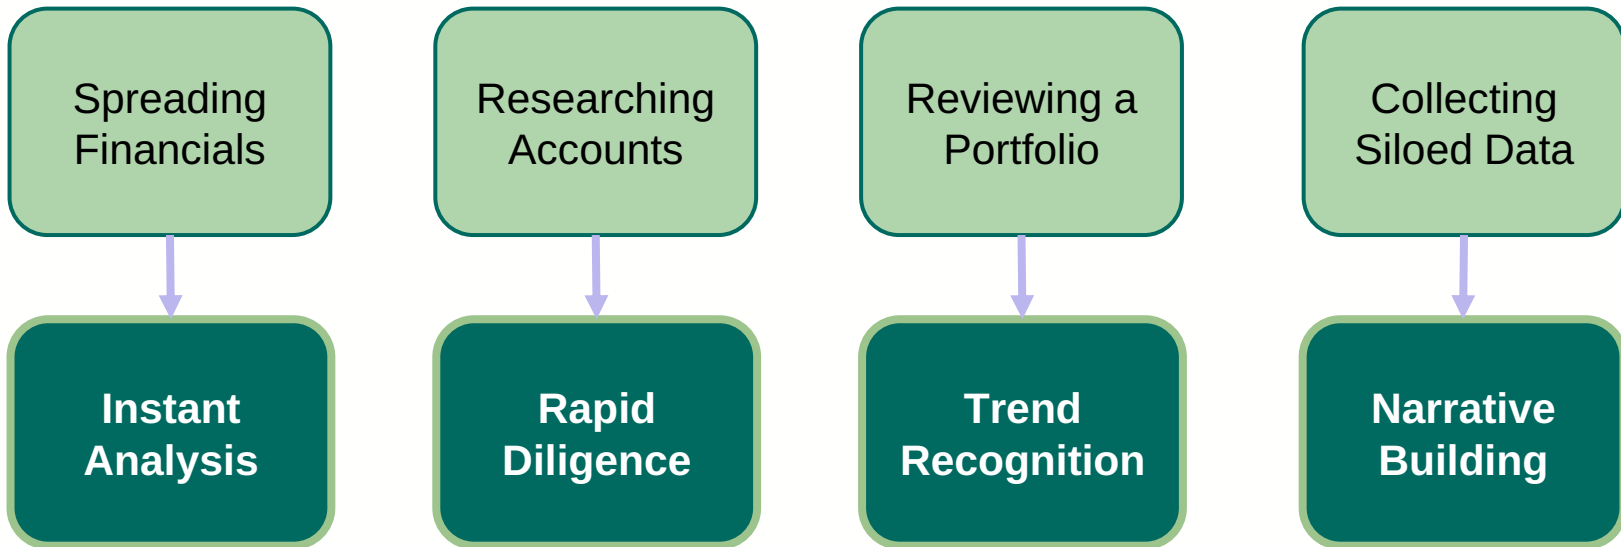 Spreading
Financials
Researching
Accounts
Reviewing a
Portfolio
Collecting
Siloed Data
Instant
Analysis
Rapid
Diligence
Trend
Recognition
Narrative
Building